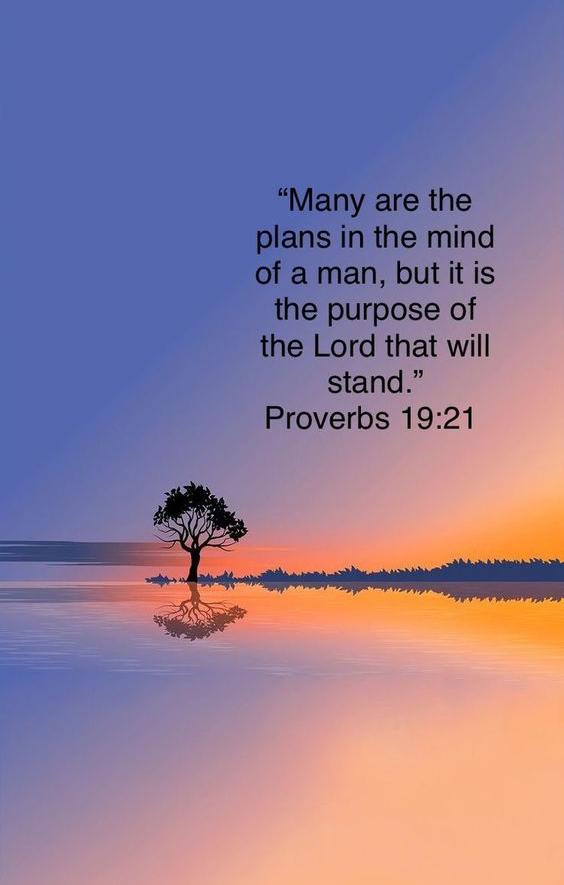 “Many are the
plans in the mind
of a man, but it is
the purpose of
the Lord that will
stand.”
Proverbs 19:21